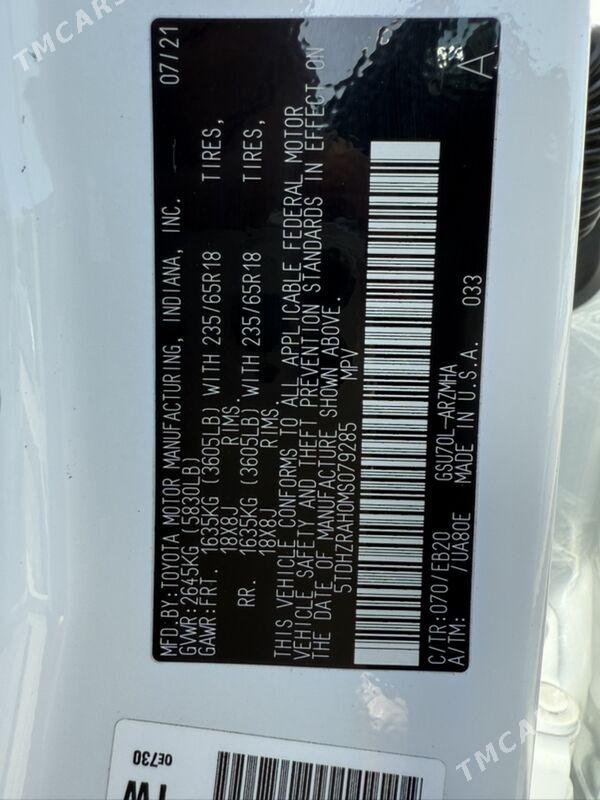 MFD.BY:TOYOTA MOTOR MANUFACTURING, INDIANA, INC. 07/21
GVWR:2645KG (5830LB)
GAWR:FRT. 1635KG (3605LB) WITH 235/65R18 TIRES,
18X8J RIMS
RR. 1635KG (3605LB) WITH 235/65R18 TIRES,
18X8J RIMS.
THIS VEHICLE CONFORMS TO ALL APPLICABLE FEDERAL MOTOR
VEHICLE SAFETY AND THEFT PREVENTION STANDARDS IN EFFECT ON
THE DATE OF MANUFACTURE SHOWN ABOVE.
5TDHZRAH0MS079285 MPV
A
C/TR:070/EB20 GSU70L-ARZMHA
A/TM: /UA80E MADE IN U.S.A. 033
0E730
TW
TMCARS
TMCARS